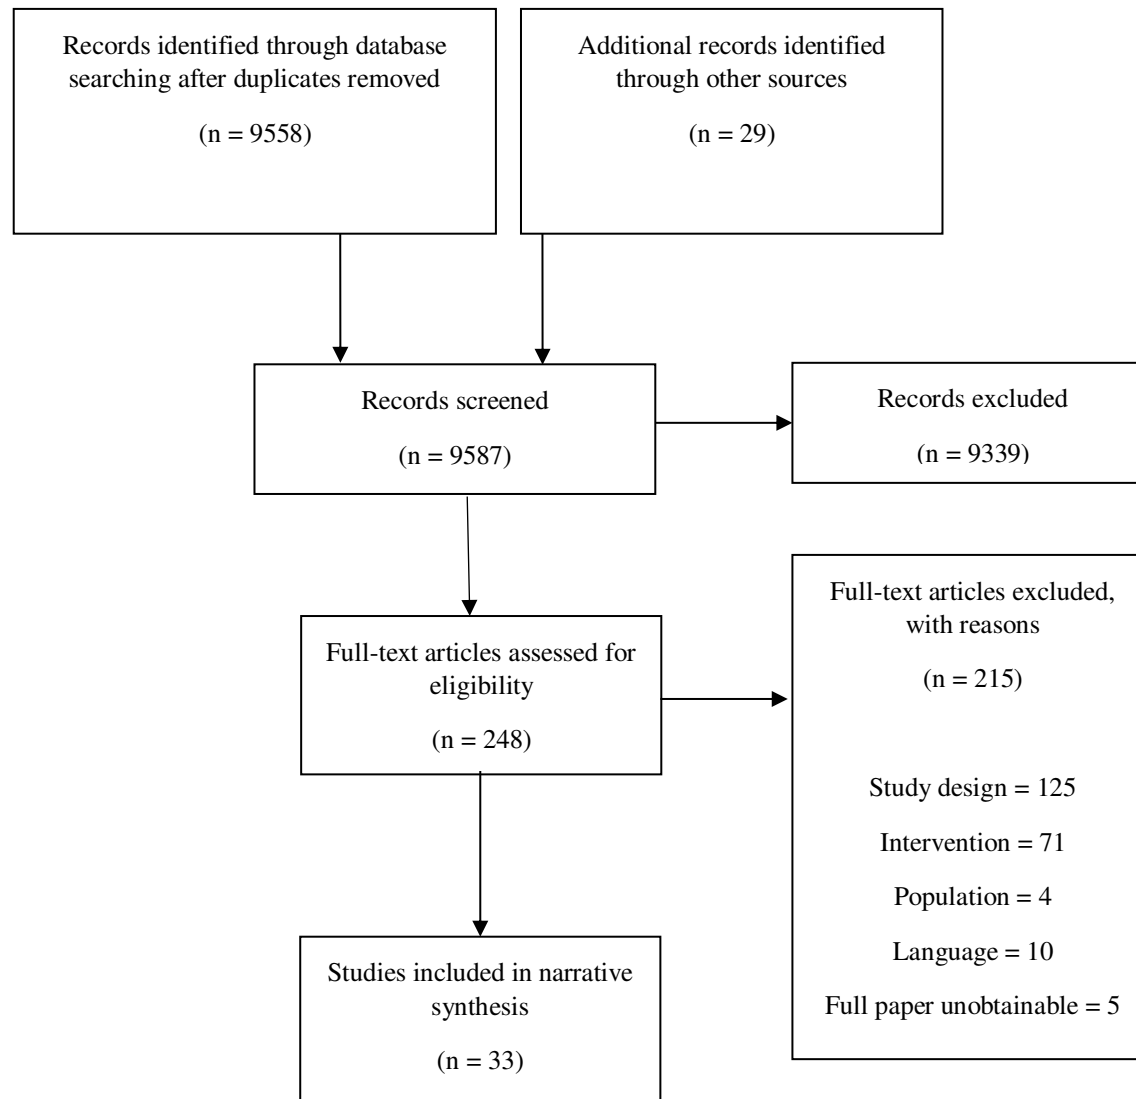 Records identified through database
searching after duplicates removed
(n = 9558)
Additional records identified
through other sources
(n = 29)
Records screened
(n = 9587)
Records excluded
(n = 9339)
Full-text articles assessed for
eligibility
(n = 248)
Full-text articles excluded,
with reasons
(n = 215)
Study design = 125
Intervention = 71
Population = 4
Language = 10
Full paper unobtainable = 5
Studies included in narrative
synthesis
(n = 33)